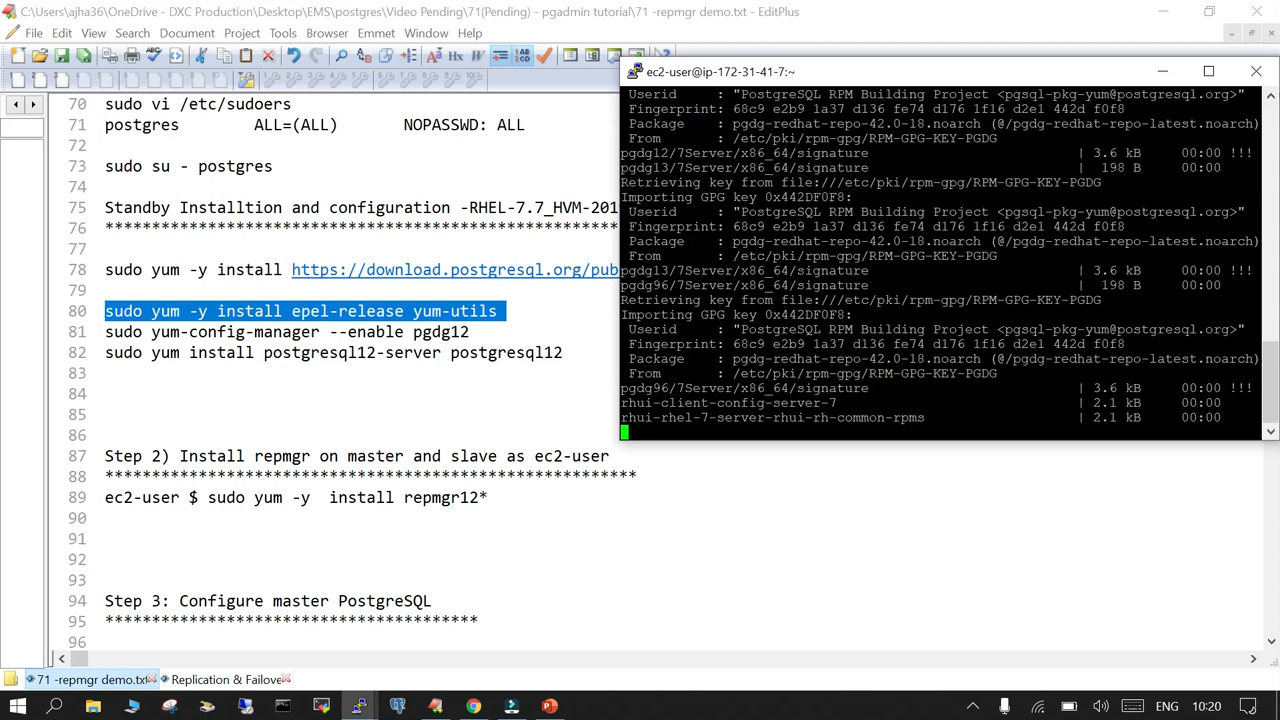 C:\Users\ajha36\OneDrive - DXC Production\Desktop\EMS\postgres\Video Pending\71(Pending) - pgadmin tutorial\71 -repmgr demo.txt - EditPlus
File Edit View Search Document Project Tools Browser Emmet Window Help
70 sudo vi /etc/sudoers
71 postgres ALL=(ALL) NOPASSWD: ALL
72
73 sudo su - postgres
74
75 Standby Installtion and configuration -RHEL-7.7_HVM-201
76 *******************************************************
77
78 sudo yum -y install https://download.postgresql.org/pub
79
80 sudo yum -y install epel-release yum-utils
81 sudo yum-config-manager --enable pgdg12
82 sudo yum install postgresql12-server postgresql12
83
84
85
86
87 Step 2) Install repmgr on master and slave as ec2-user
88 *********************************************************
89 ec2-user $ sudo yum -y  install repmgr12*
90
91
92
93
94 Step 3: Configure master PostgreSQL
95 ****************************************
96
ec2-user@ip-172-31-41-7:~
Userid : "PostgreSQL RPM Building Project <pgsql-pkg-yum@postgresql.org>"
Fingerprint: 68c9 e2b9 1a37 d136 fe74 d176 1f16 d2e1 442d f0f8
Package : pgdg-redhat-repo-42.0-18.noarch (@/pgdg-redhat-repo-latest.noarch)
From : /etc/pki/rpm-gpg/RPM-GPG-KEY-PGDG
pgdg12/7Server/x86_64/signature | 3.6 kB 00:00 !!!
pgdg13/7Server/x86_64/signature | 198 B 00:00
Retrieving key from file:///etc/pki/rpm-gpg/RPM-GPG-KEY-PGDG
Importing GPG key 0x442DF0F8:
Userid : "PostgreSQL RPM Building Project <pgsql-pkg-yum@postgresql.org>"
Fingerprint: 68c9 e2b9 1a37 d136 fe74 d176 1f16 d2e1 442d f0f8
Package : pgdg-redhat-repo-42.0-18.noarch (@/pgdg-redhat-repo-latest.noarch)
From : /etc/pki/rpm-gpg/RPM-GPG-KEY-PGDG
pgdg13/7Server/x86_64/signature | 3.6 kB 00:00 !!!
pgdg96/7Server/x86_64/signature | 198 B 00:00
Retrieving key from file:///etc/pki/rpm-gpg/RPM-GPG-KEY-PGDG
Importing GPG key 0x442DF0F8:
Userid : "PostgreSQL RPM Building Project <pgsql-pkg-yum@postgresql.org>"
Fingerprint: 68c9 e2b9 1a37 d136 fe74 d176 1f16 d2e1 442d f0f8
Package : pgdg-redhat-repo-42.0-18.noarch (@/pgdg-redhat-repo-latest.noarch)
From : /etc/pki/rpm-gpg/RPM-GPG-KEY-PGDG
pgdg96/7Server/x86_64/signature | 3.6 kB 00:00 !!!
rhui-client-config-server-7 | 2.1 kB 00:00
rhui-rhel-7-server-rhui-rh-common-rpms | 2.1 kB 00:00
71 -repmgr demo.txt Replication & Failove
ENG 10:20